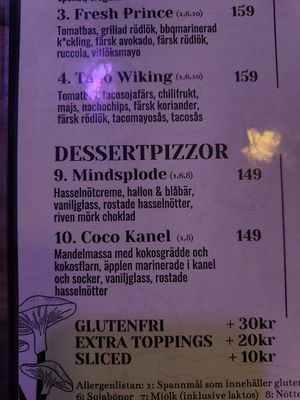 3. Fresh Prince (1,6,10) 159
Tomatbas, grillad rödlök, bbqmarinerad
k*ckling, färsk avokado, färsk rödlök,
ruccola, vitlöksmayo
4. Taco Wiking (1,6,10) 159
Tomatbas, tacosojafärs, chilifrukt,
majs, nachochips, färsk koriander,
färsk rödlök, tacomayosås, tacosås
DESSERTPIZZOR
9. Mindsplode (1,6,8) 149
Hasselnötcreme, hallon & blåbär,
vaniljglass, rostade hasselnötter,
riven mörk choklad
10. Coco Kanel (1,8) 149
Mandelmassa med kokosgrädde och
kokosflarn, äpplen marinerade i kanel
och socker, vaniljglass, rostade
hasselnötter
GLUTENFRI + 30kr
EXTRA TOPPINGS + 20kr
SLICED + 10kr
Allergenlistan: 1: Spannmål som innehåller gluten
6: Sojabönor 7: Mjölk (inklusive laktos) 8: Nötter